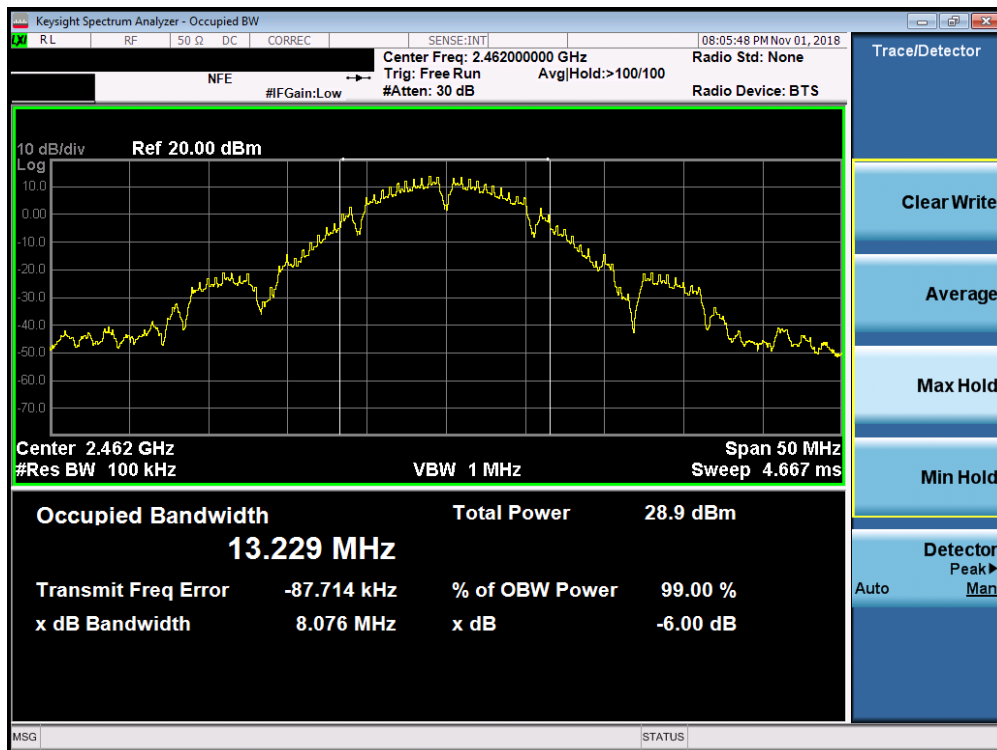 Keysight Spectrum Analyzer - Occupied BW
LXI RL RF 50 Ω DC CORREC SENSE:INT 08:05:48 PM Nov 01, 2018
Center Freq: 2.462000000 GHz Radio Std: None
NFE Trig: Free Run Avg|Hold:>100/100
#IFGain:Low #Atten: 30 dB Radio Device: BTS
10 dB/div Ref 20.00 dBm
Log
10.0
0.00
-10.0
-20.0
-30.0
-40.0
-50.0
-60.0
-70.0
Center 2.462 GHz Span 50 MHz
#Res BW 100 kHz VBW 1 MHz Sweep 4.667 ms
Occupied Bandwidth Total Power 28.9 dBm
13.229 MHz
Transmit Freq Error -87.714 kHz % of OBW Power 99.00 %
x dB Bandwidth 8.076 MHz x dB -6.00 dB
MSG STATUS
Trace/Detector
Clear Write
Average
Max Hold
Min Hold
Detector
Peak▶
Auto Man